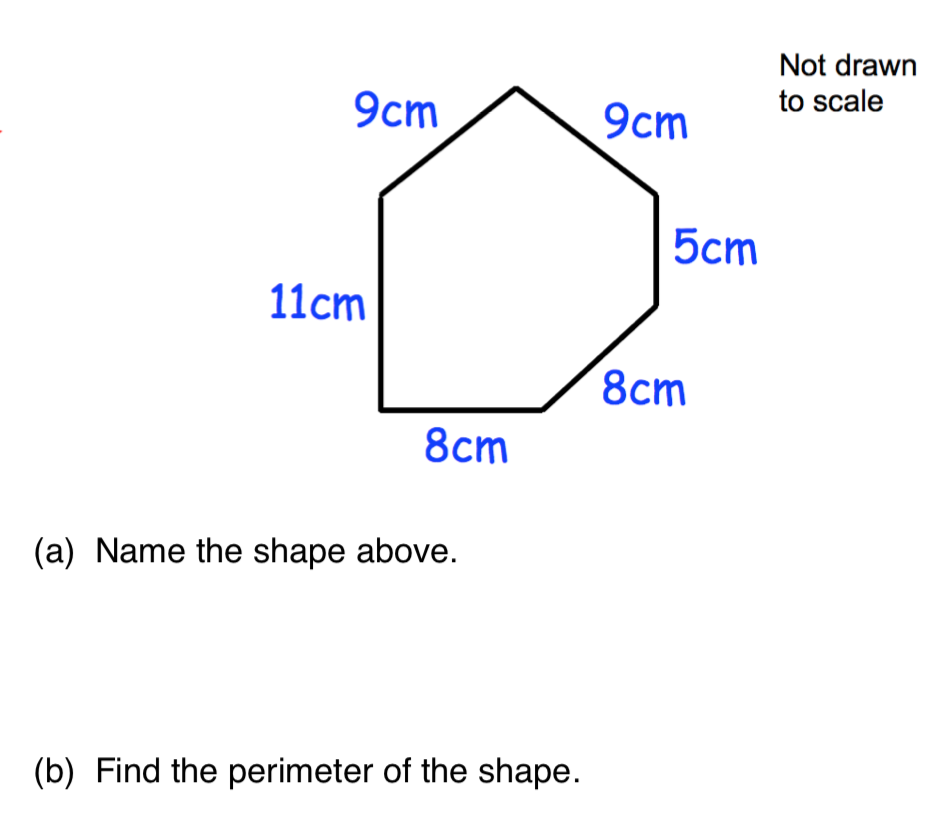 Not drawn
to scale
9cm
9cm
5cm
11cm
8cm
8cm
(a) Name the shape above.
(b) Find the perimeter of the shape.